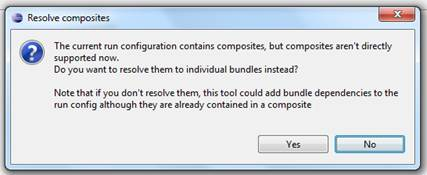 Resolve composites
The current run configuration contains composites, but composites aren't directly
supported now.
Do you want to resolve them to individual bundles instead?
Note that if you don't resolve them, this tool could add bundle dependencies to the
run config although they are already contained in a composite
Yes
No